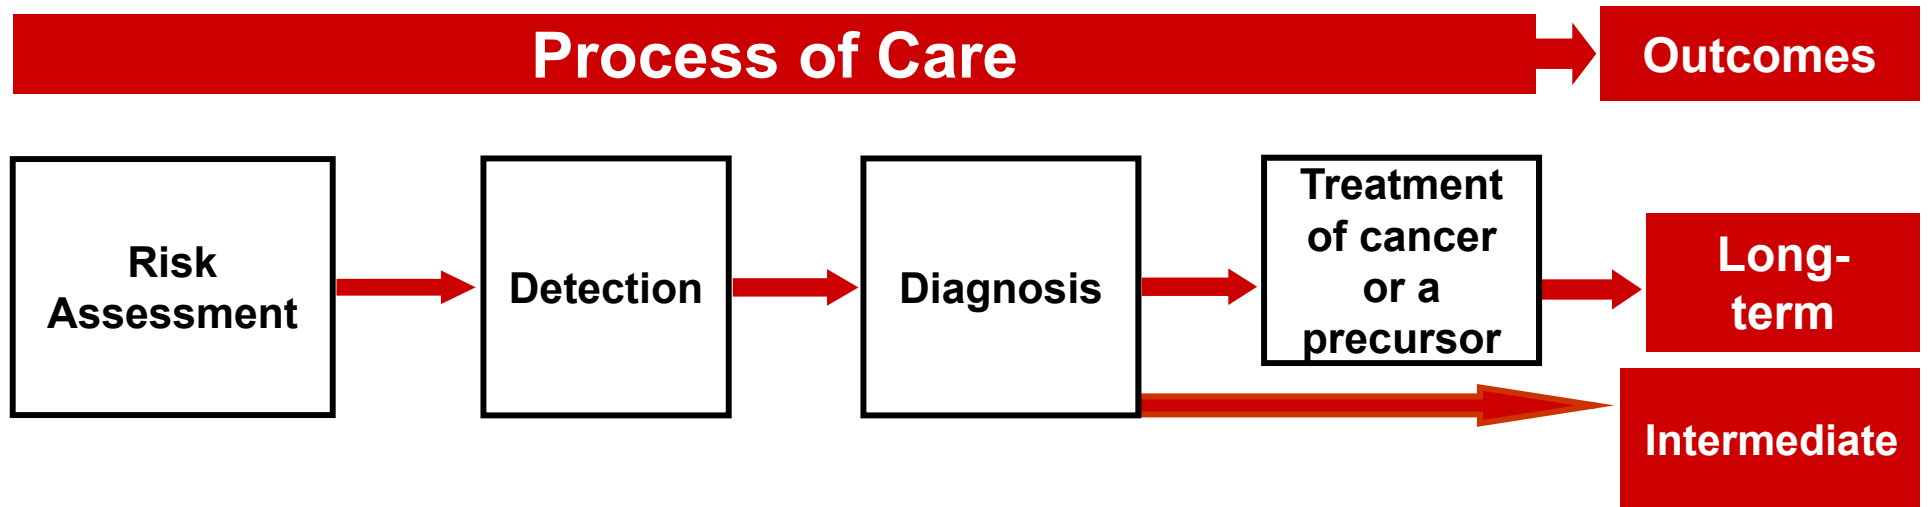 Process of Care
Outcomes
Risk
Assessment
Detection
Diagnosis
Treatment
of cancer
or a
precursor
Long-
term
Intermediate